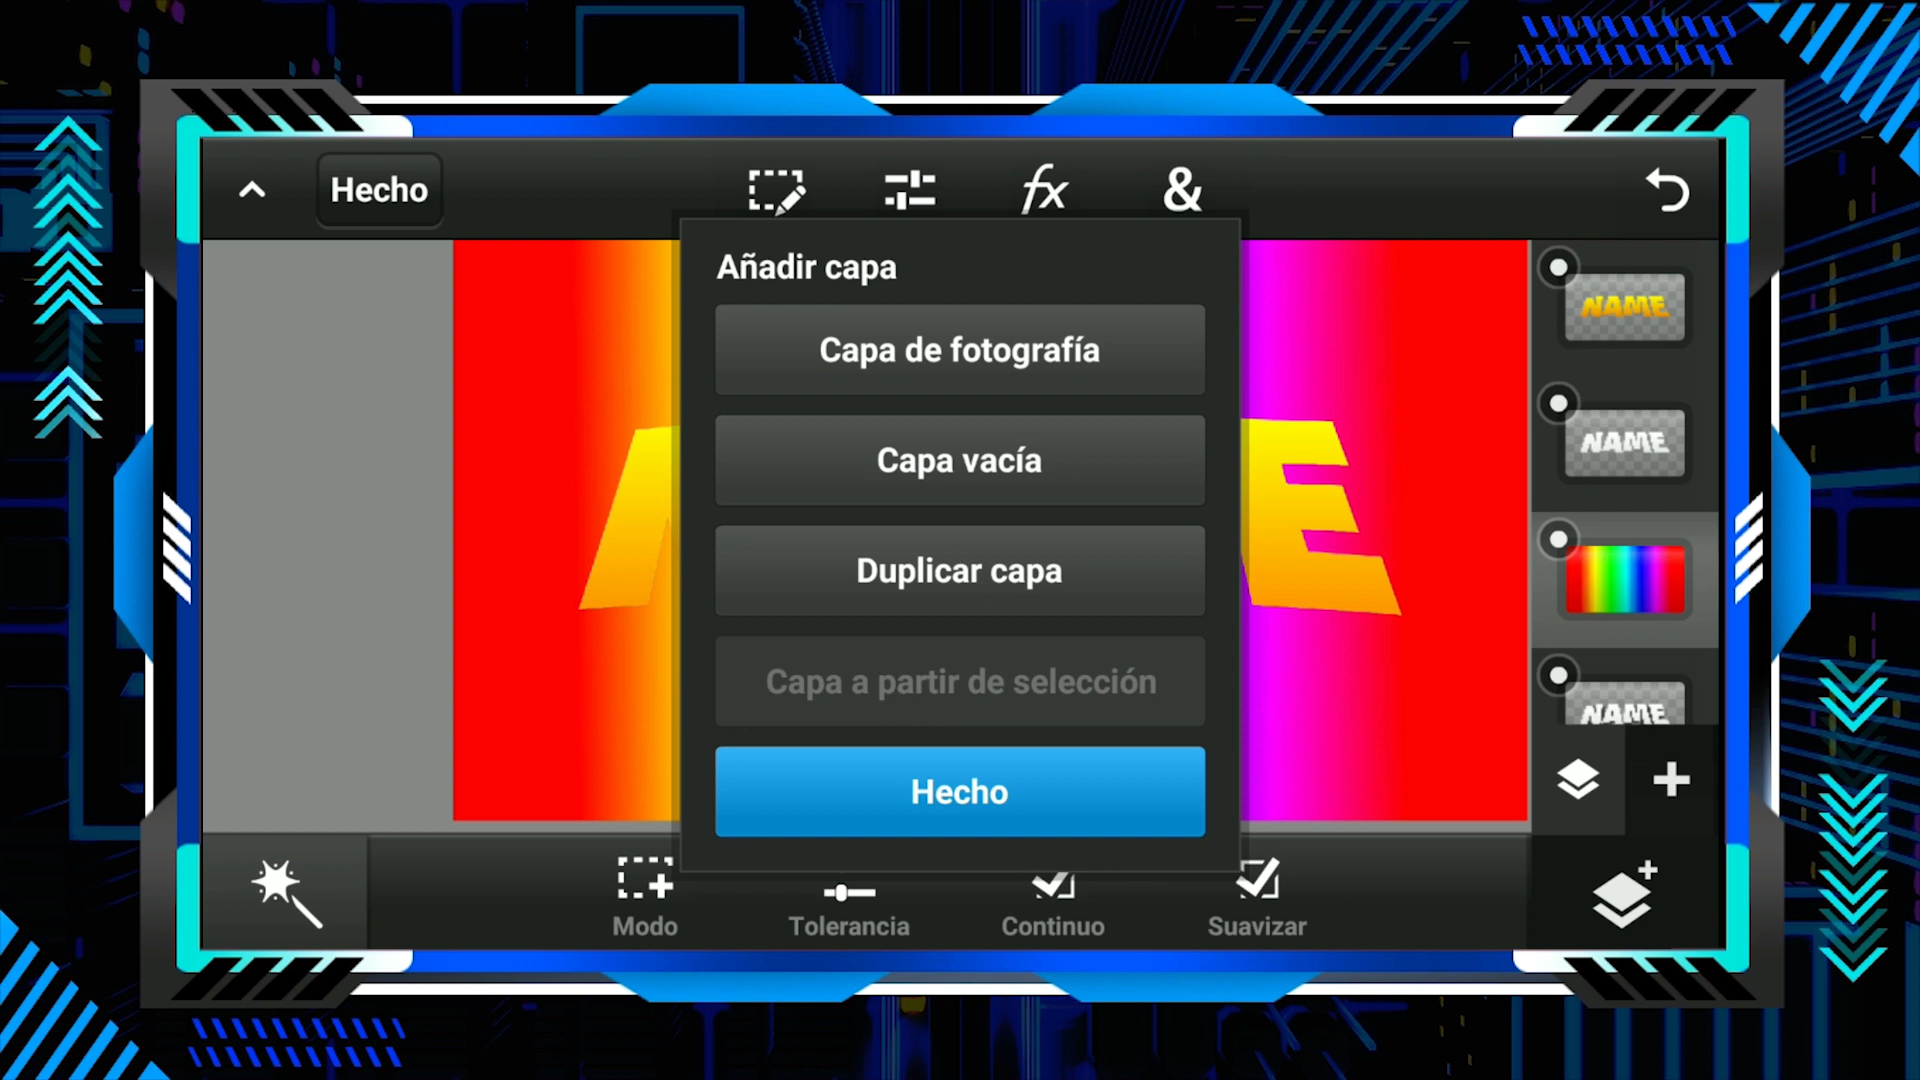 Hecho
fx
&
Añadir capa
Capa de fotografía
Capa vacía
Duplicar capa
Capa a partir de selección
Hecho
E
NAME
NAME
NAME
Modo
Tolerancia
Continuo
Suavizar